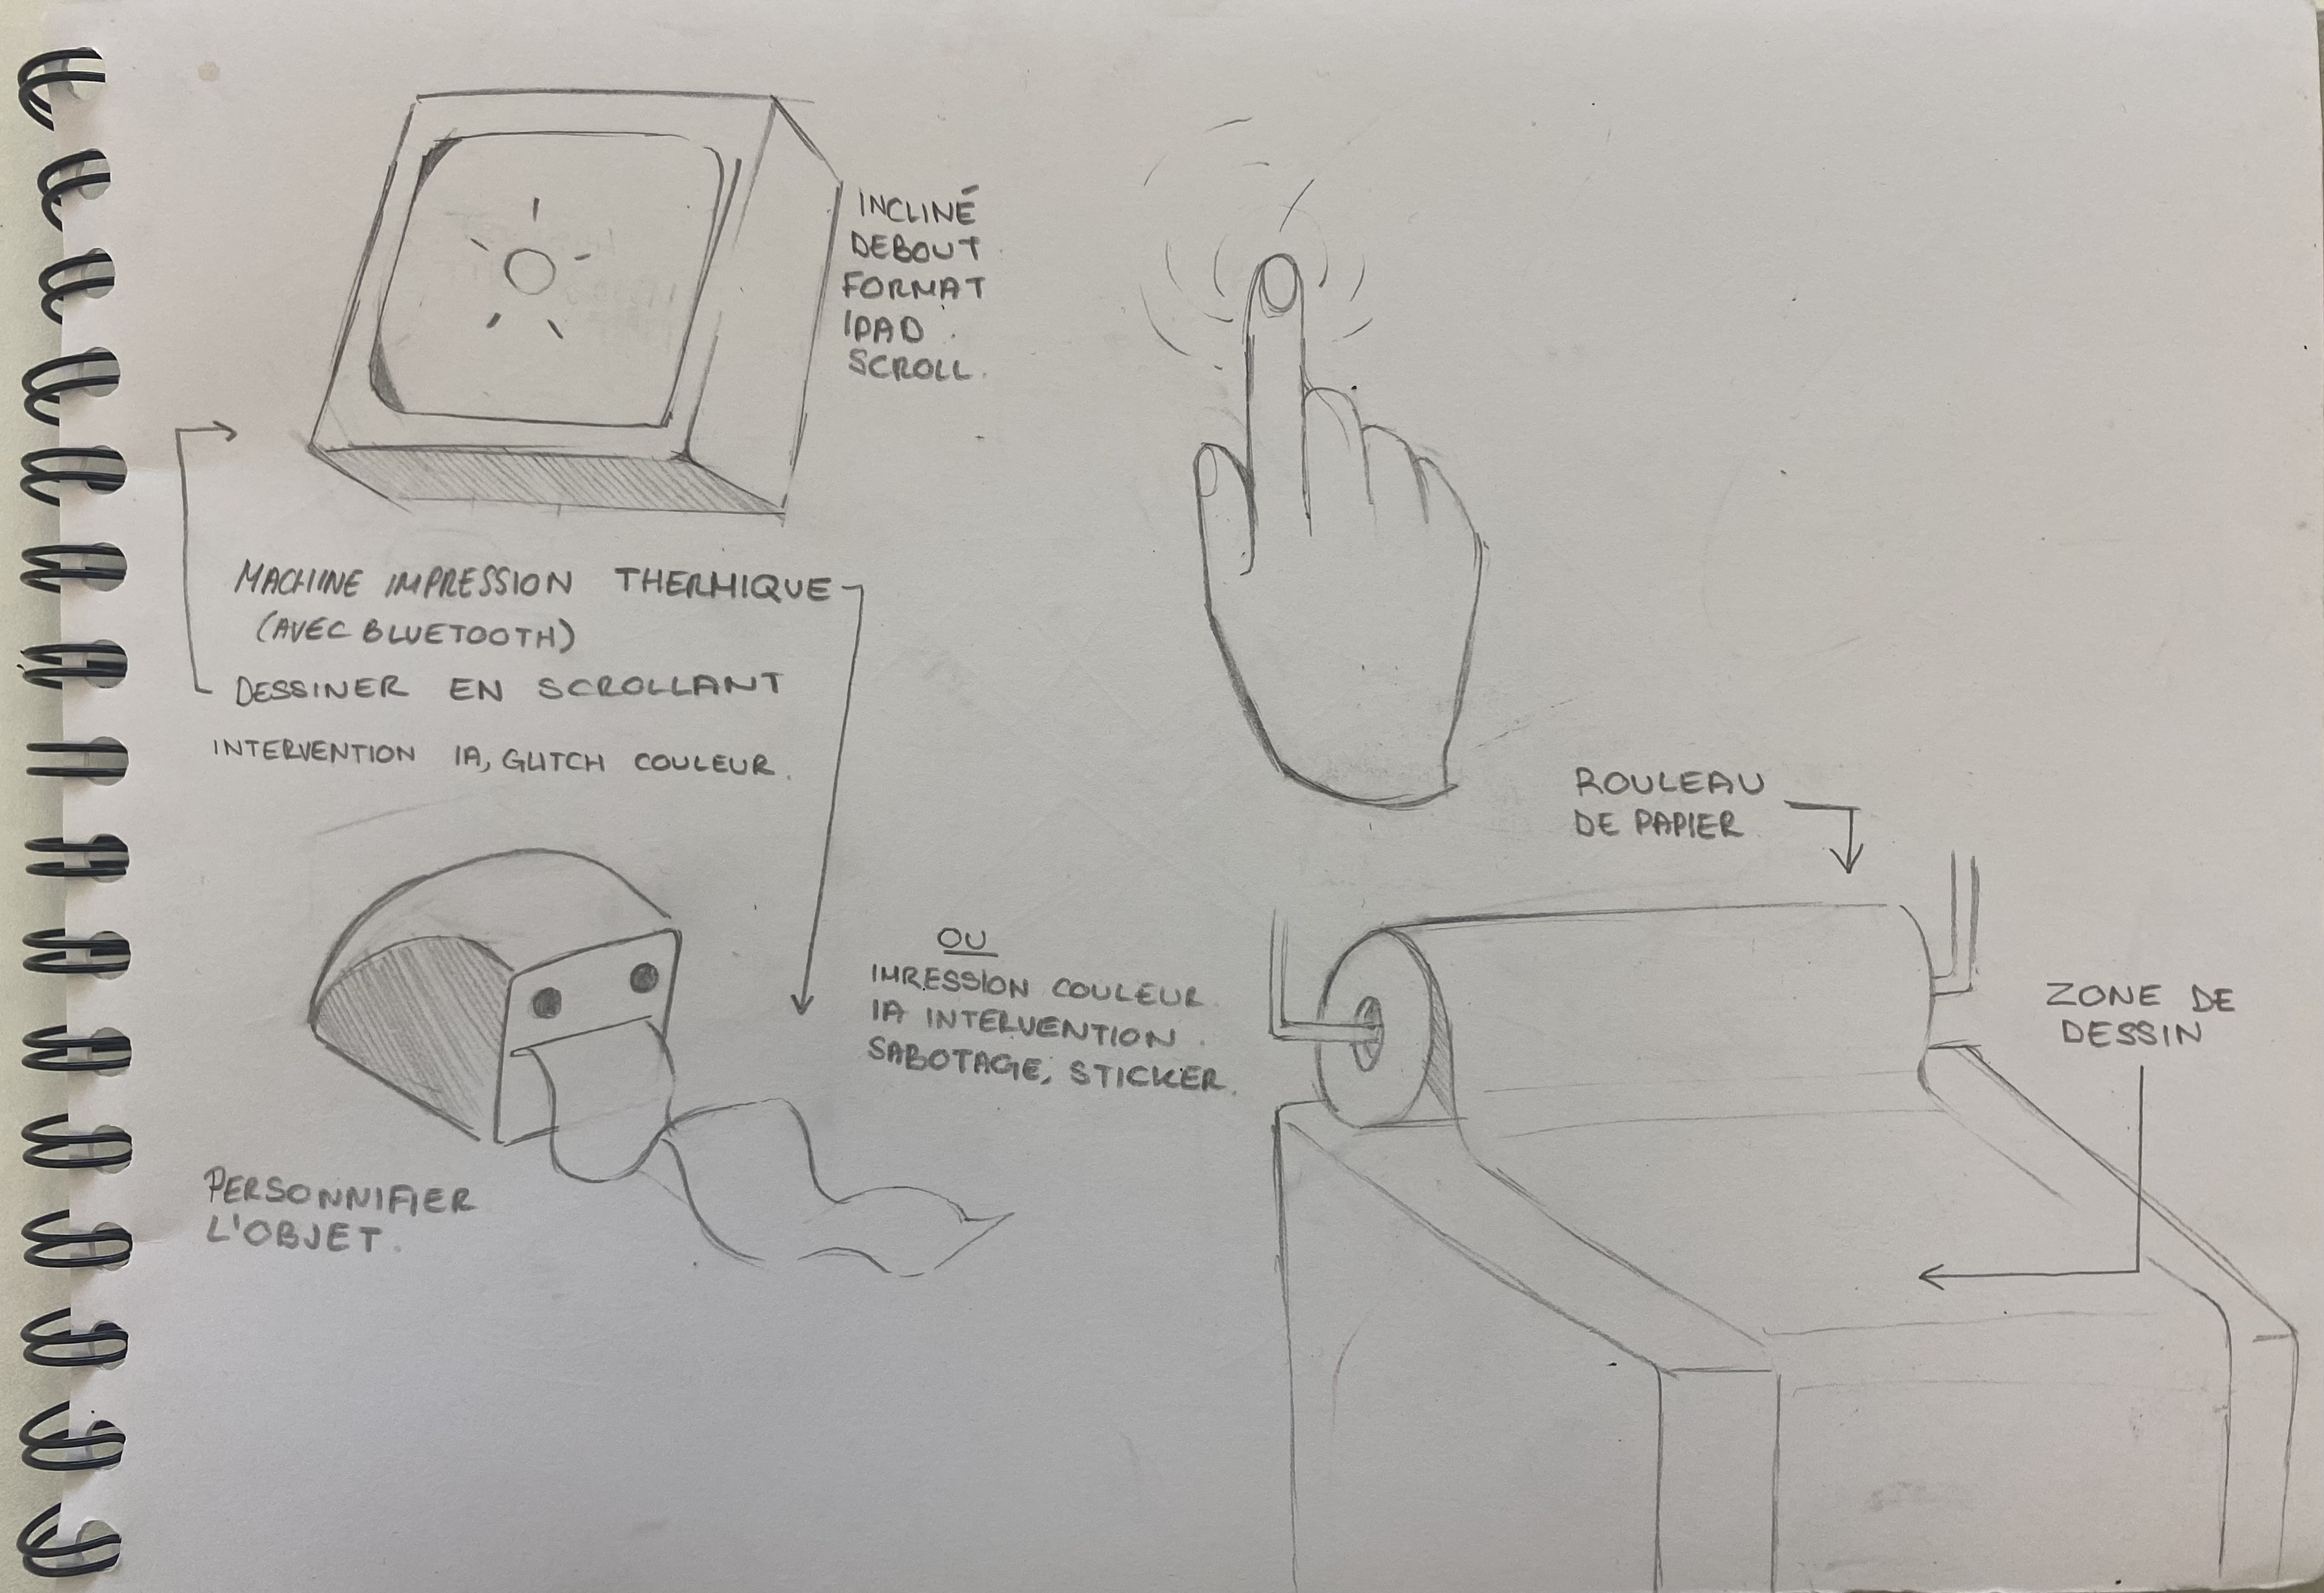 INCLINÉ
DEBOUT
FORMAT
IPAD.
SCROLL.
MACHINE IMPRESSION THERMIQUE
(AVEC BLUETOOTH)
DESSINER EN SCROLLANT
INTERVENTION IA, GLITCH COULEUR.
ROULEAU
DE PAPIER
OU
IMRESSION COULEUR.
IA INTERVENTION.
SABOTAGE, STICKER.
ZONE DE
DESSIN
PERSONNIFIER
L'OBJET.